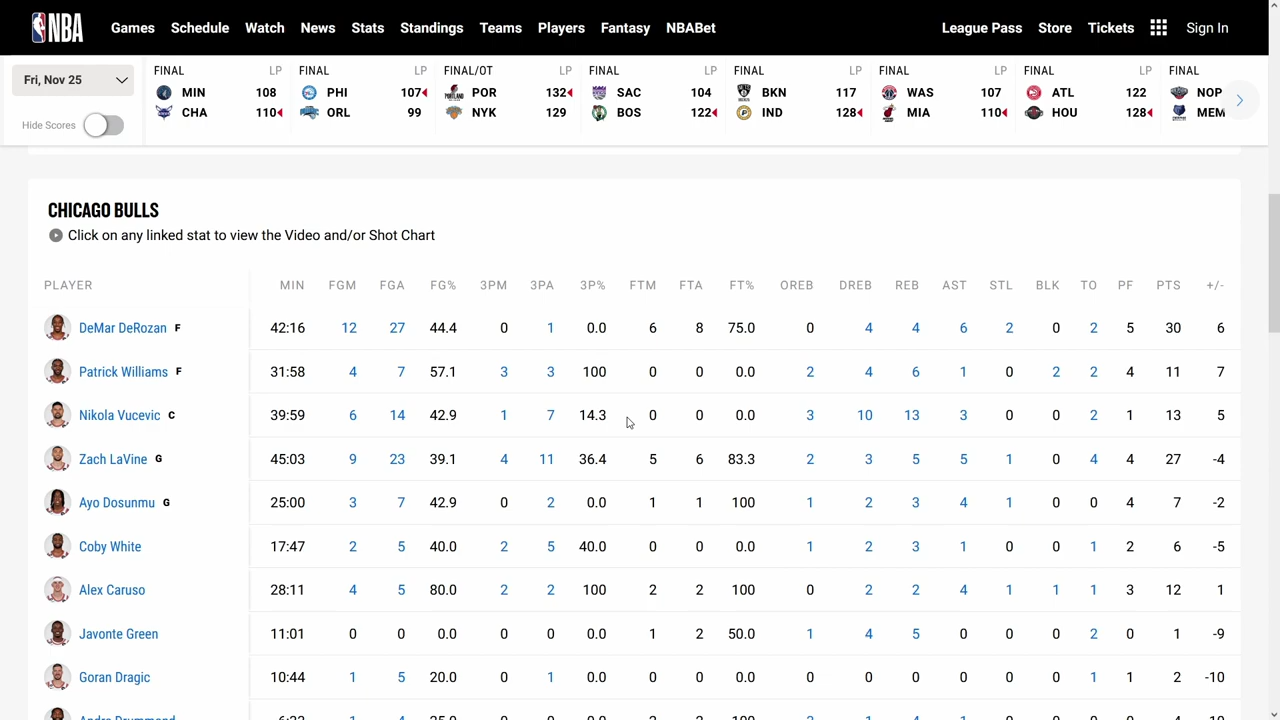 NBA Games Schedule Watch News Stats Standings Teams Players Fantasy NBABet League Pass Store Tickets Sign In
Fri, Nov 25
Hide Scores
FINAL LP
MIN 108
CHA 110
FINAL LP
PHI 107
ORL 99
FINAL/OT LP
POR 132
NYK 129
FINAL LP
SAC 104
BOS 122
FINAL LP
BKN 117
IND 128
FINAL LP
WAS 107
MIA 110
FINAL LP
ATL 122
HOU 128
FINAL
NOP
MEM
CHICAGO BULLS
Click on any linked stat to view the Video and/or Shot Chart
PLAYER MIN FGM FGA FG% 3PM 3PA 3P% FTM FTA FT% OREB DREB REB AST STL BLK TO PF PTS +/-
DeMar DeRozan F 42:16 12 27 44.4 0 1 0.0 6 8 75.0 0 4 4 6 2 0 2 5 30 6
Patrick Williams F 31:58 4 7 57.1 3 3 100 0 0 0.0 2 4 6 1 0 2 2 4 11 7
Nikola Vucevic C 39:59 6 14 42.9 1 7 14.3 0 0 0.0 3 10 13 3 0 0 2 1 13 5
Zach LaVine G 45:03 9 23 39.1 4 11 36.4 5 6 83.3 2 3 5 5 1 0 4 4 27 -4
Ayo Dosunmu G 25:00 3 7 42.9 0 2 0.0 1 1 100 1 2 3 4 1 0 0 4 7 -2
Coby White 17:47 2 5 40.0 2 5 40.0 0 0 0.0 1 2 3 1 0 0 1 2 6 -5
Alex Caruso 28:11 4 5 80.0 2 2 100 2 2 100 0 2 2 4 1 1 1 3 12 1
Javonte Green 11:01 0 0 0.0 0 0 0.0 1 2 50.0 1 4 5 0 0 0 2 0 1 -9
Goran Dragic 10:44 1 5 20.0 0 1 0.0 0 0 0.0 0 0 0 0 0 0 1 1 2 -10